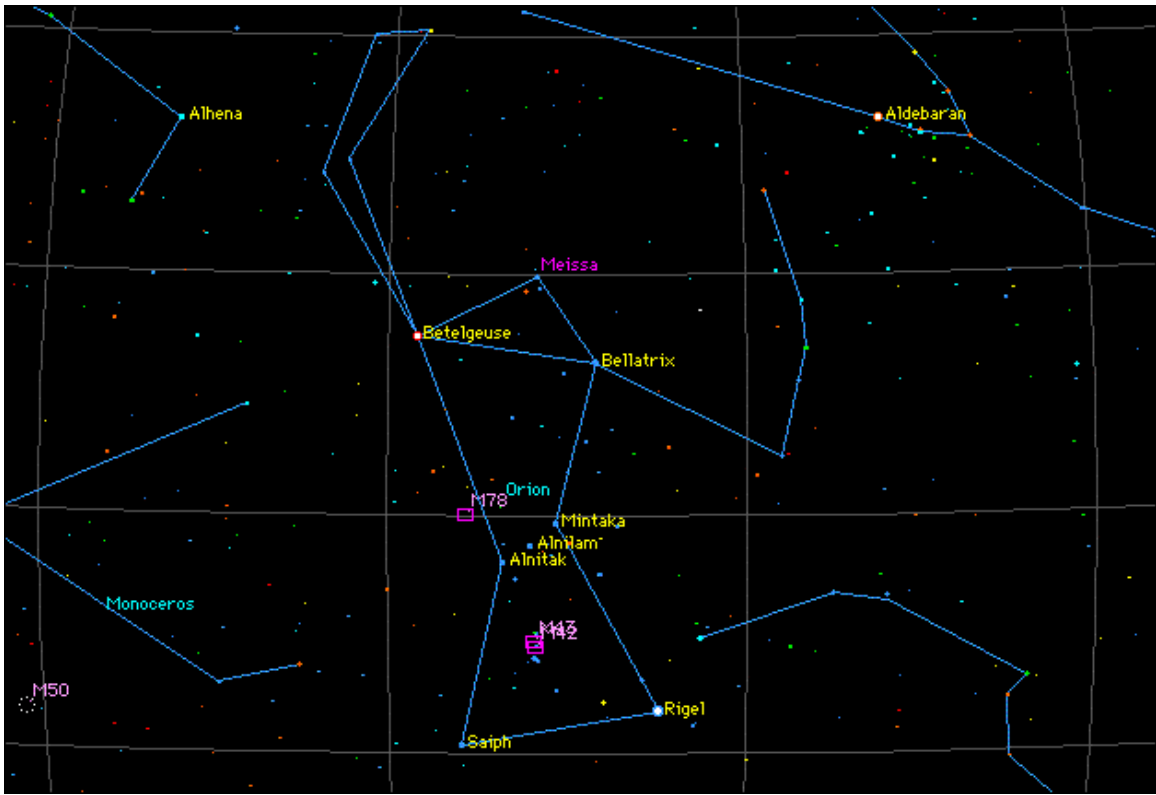 Alhena
Aldebaran
Meissa
Betelgeuse
Bellatrix
Orion
M78
Mintaka
Alnilam
Alnitak
Monoceros
M43
M42
M50
Rigel
Saiph